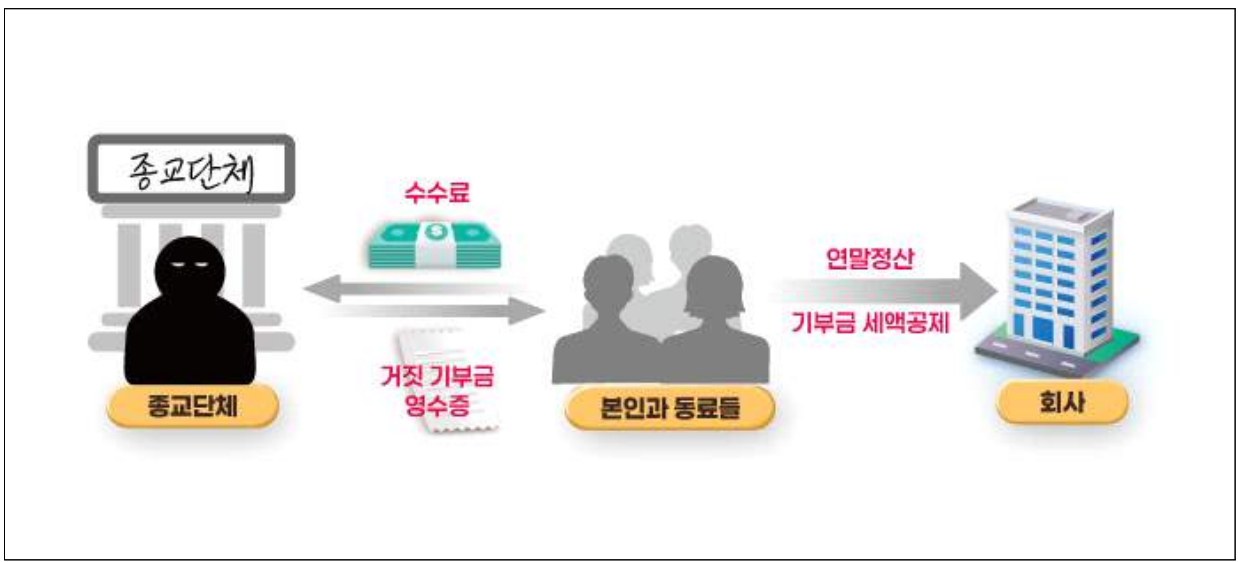 종교단체
수수료
거짓 기부금
영수증
종교단체
본인과 동료들
연말정산
기부금 세액공제
회사